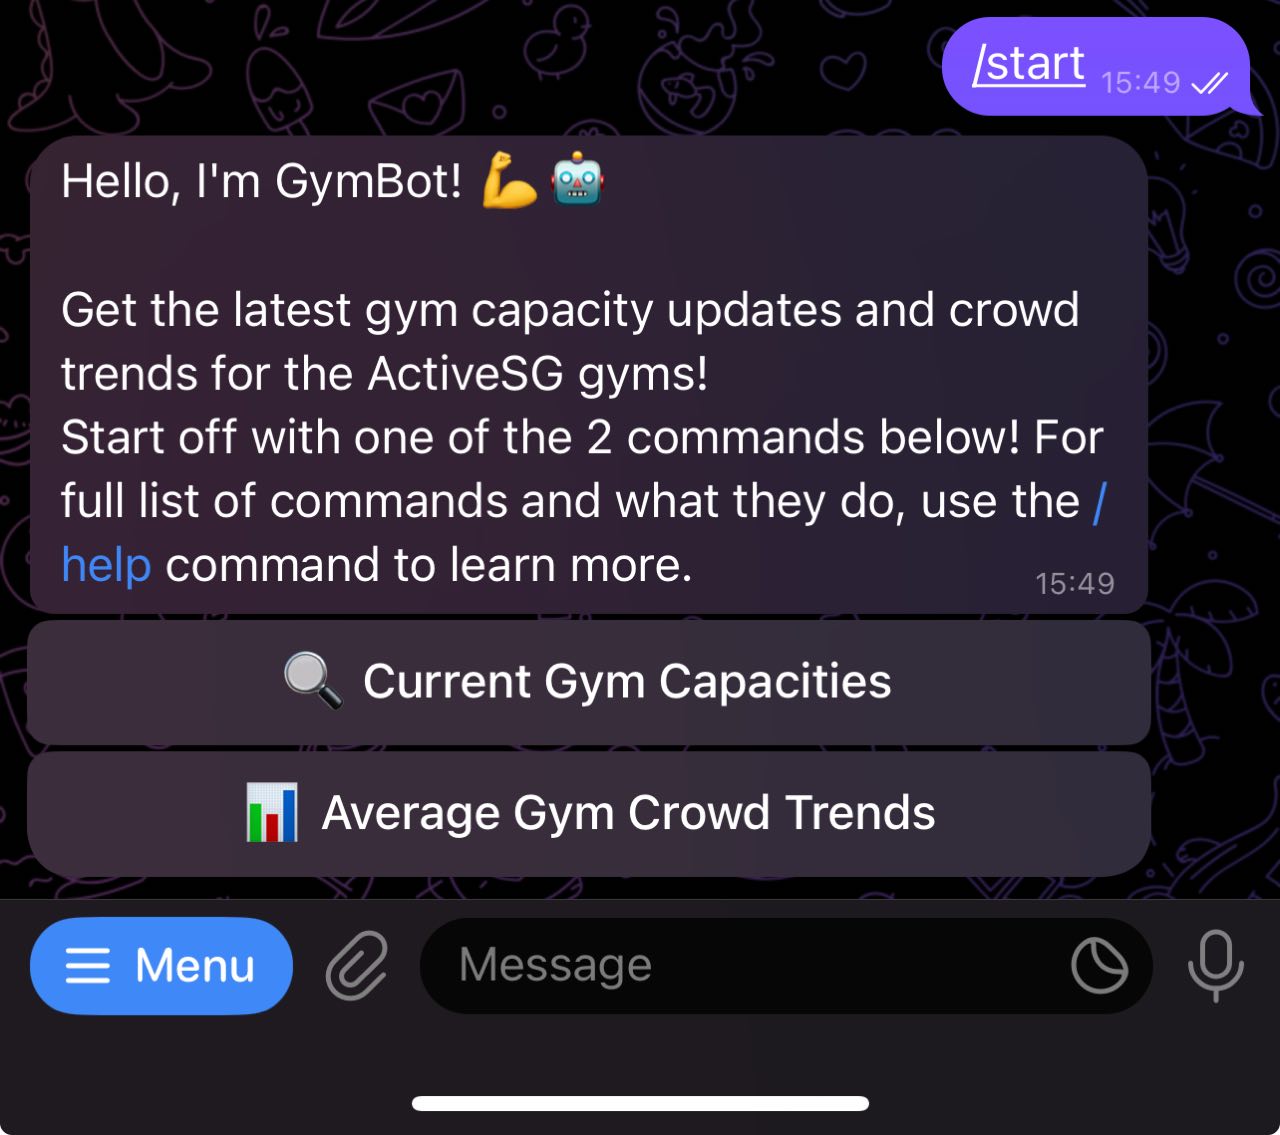 /start 15:49
Hello, I'm GymBot! 💪🤖
Get the latest gym capacity updates and crowd
trends for the ActiveSG gyms!
Start off with one of the 2 commands below! For
full list of commands and what they do, use the /
help command to learn more.
15:49
🔍 Current Gym Capacities
📊 Average Gym Crowd Trends
Menu
Message